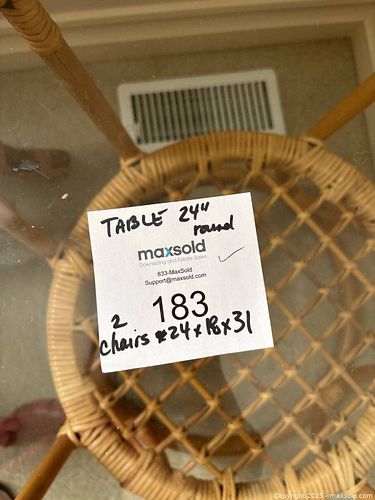 TABLE 24" round
maxsold
Downsizing and Estate Sales
833-MaxSold
Support@maxsold.com
183
2
chairs 24 x 18 x 31
Copyright 2025 - maxsold.com